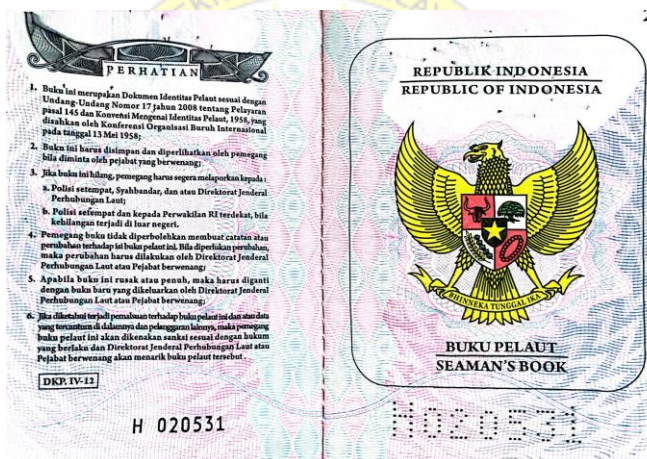 PERHATIAN
1. Buku ini merupakan Dokumen Identitas Pelaut sesuai dengan
Undang-Undang Nomor 17 Jahun 2008 tentang Pelayaran
pasal 145 dan Konvensi Mengenai Identitas Pelaut, 1958, yang
disahkan oleh Konferensi Organisasi Buruh Internasional
pada tanggal 13 Mei 1958;
2. Buku ini harus disimpan dan diperlihatkan oleh pemegang
bila diminta oleh pejabat yang berwenang;
3. Jika buku ini hilang, pemegang harus segera melaporkan kepada :
a. Polisi setempat, Syahbandar, dan atau Direktorat Jenderal
Perhubungan Laut;
b. Polisi setempat dan kepada Perwakilan RI terdekat, bila
kehilangan terjadi di luar negeri.
4. Pemegang buku tidak diperbolehkan membuat catatan atau
perubahan terhadap isi buku pelaut ini. Bila diperlukan perubahan,
maka perubahan harus dilakukan oleh Direktorat Jenderal
Perhubungan Laut atau Pejabat berwenang;
5. Apabila buku ini rusak atau penuh, maka harus diganti
dengan buku baru yang dikeluarkan oleh Direktorat Jenderal
Perhubungan Laut atau Pejabat berwenang;
6. Jika diketahui terjadi pemalsuan terhadap buku pelaut ini dan atau data
yang tercantum di dalamnya dan pelanggaran lainnya, maka pemegang
buku pelaut ini akan dikenakan sanksi sesuai dengan hukum
yang berlaku dan Direktorat Jenderal Perhubungan Laut atau
Pejabat berwenang akan menarik buku pelaut tersebut.
DKP. IV-12
H 020531
2
REPUBLIK INDONESIA
REPUBLIC OF INDONESIA
BHINNEKA TUNGGAL IKA
BUKU PELAUT
SEAMAN'S BOOK
H020531